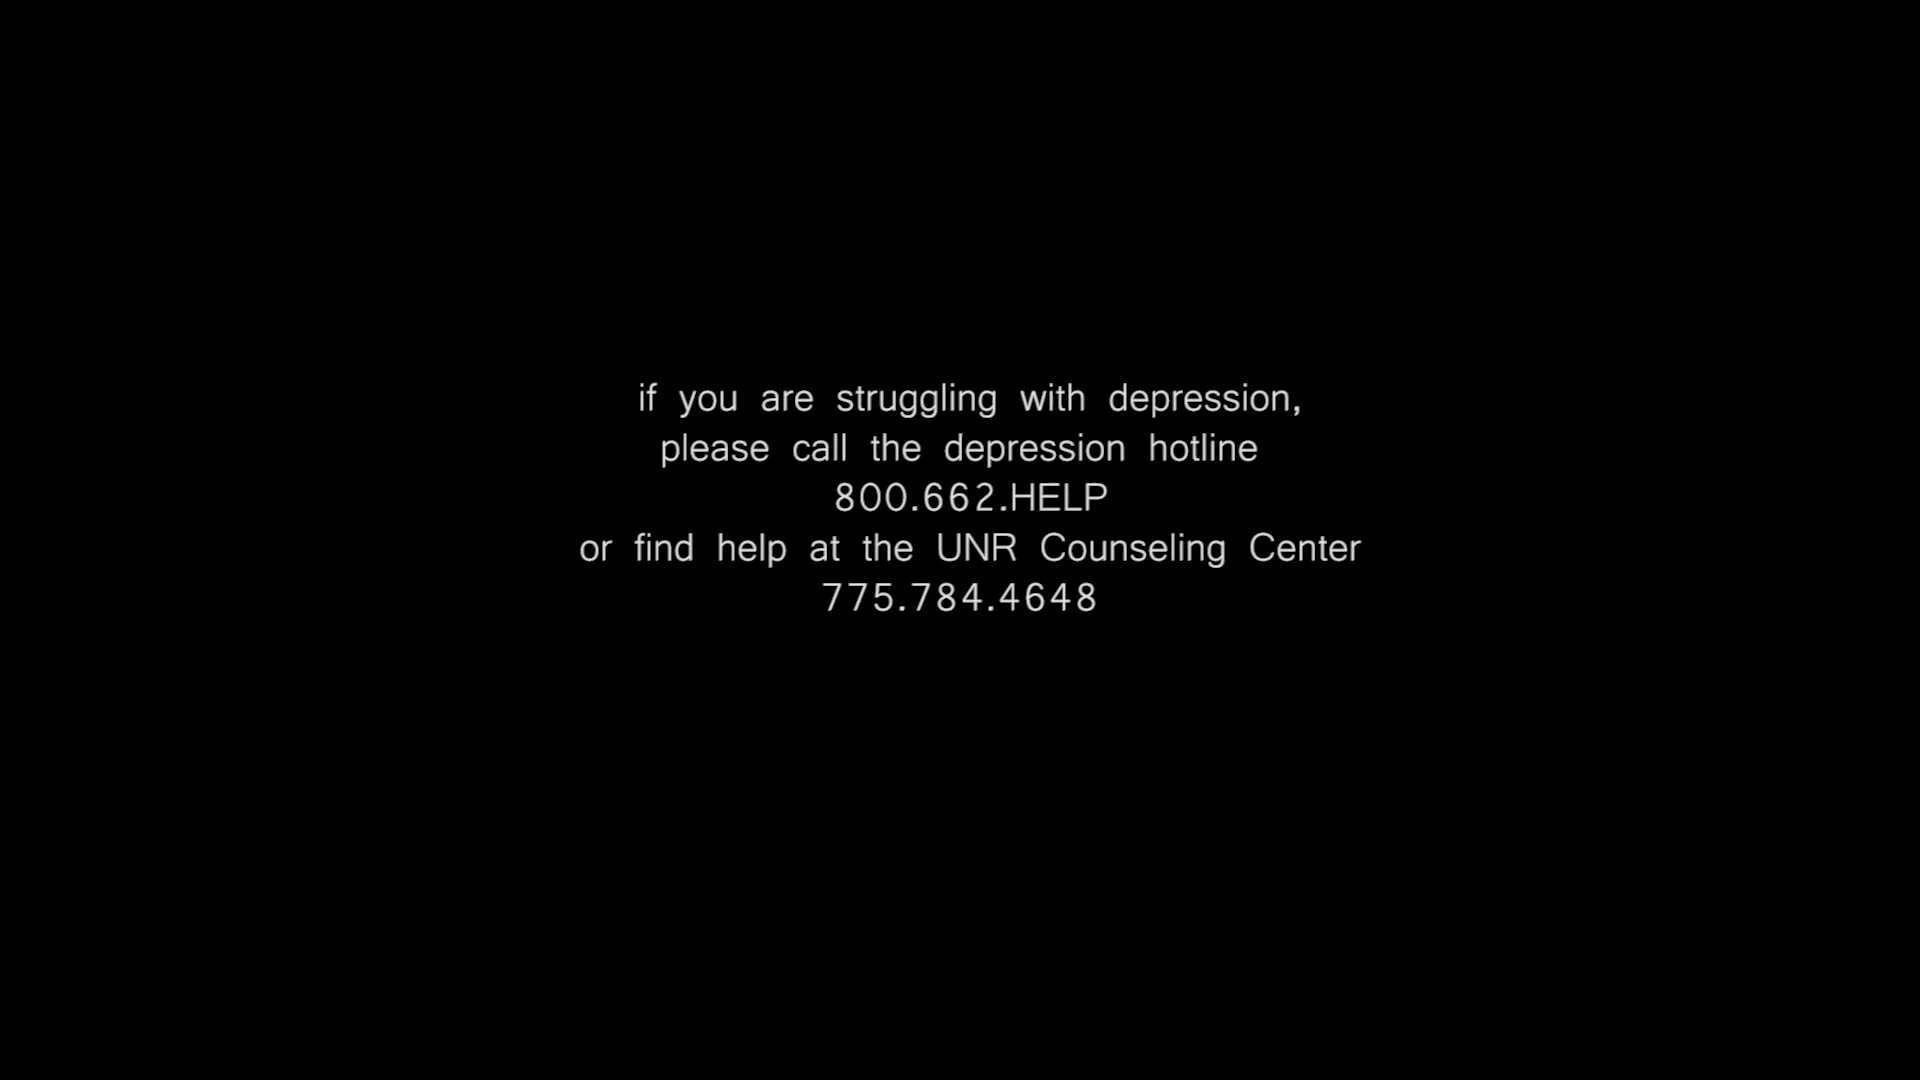 if you are struggling with depression,
please call the depression hotline
800.662.HELP
or find help at the UNR Counseling Center
775.784.4648